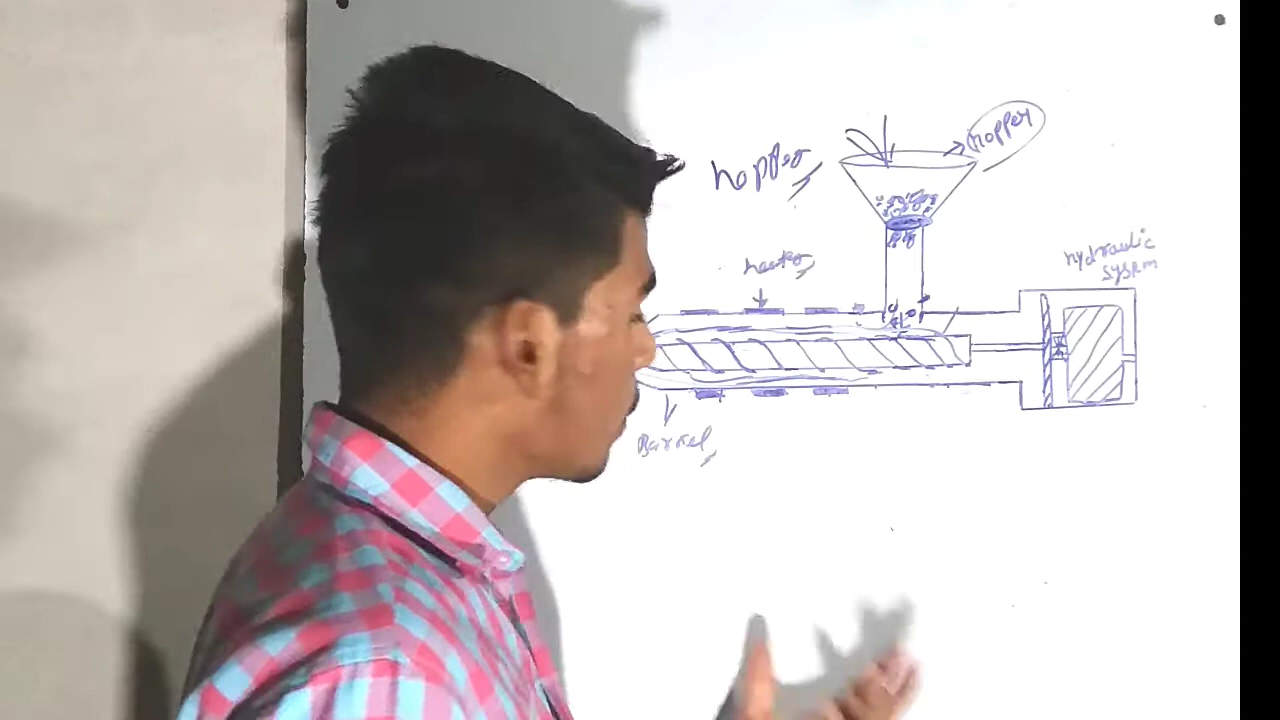 hopper
hopper
heater
hydraulic
system
Barrel